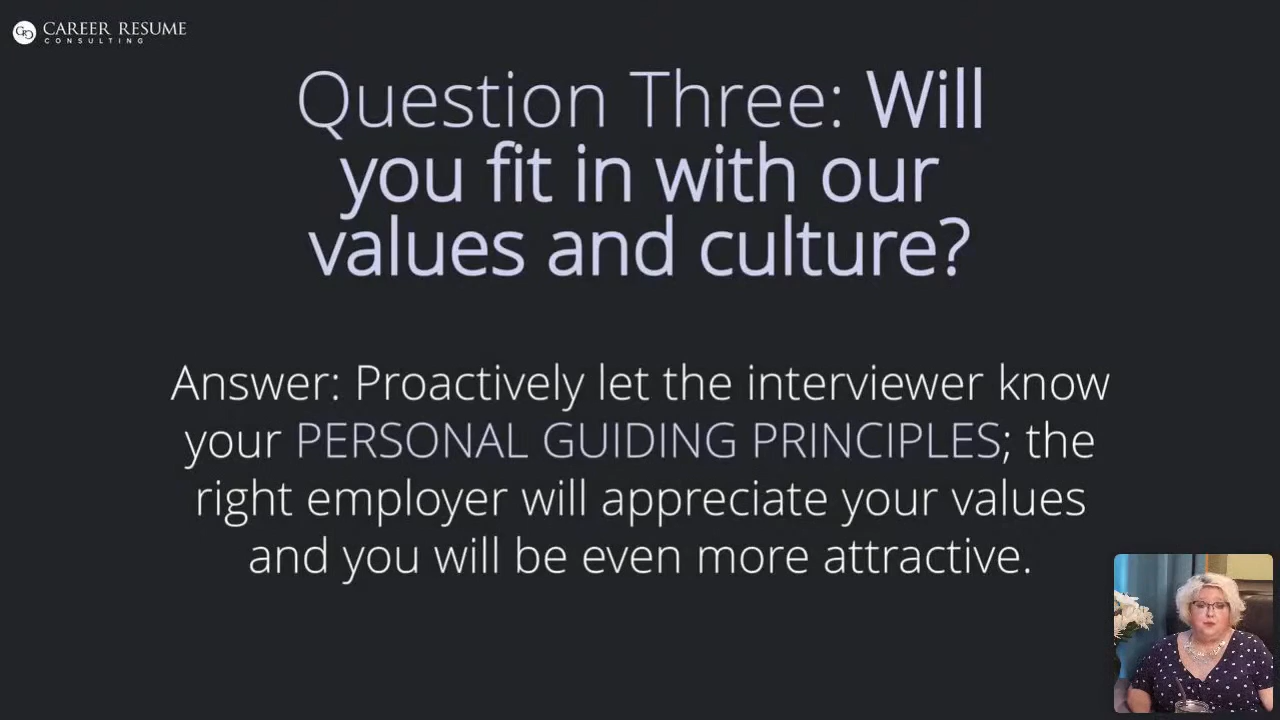 CAREER RESUME
CONSULTING
Question Three: Will
you fit in with our
values and culture?
Answer: Proactively let the interviewer know
your PERSONAL GUIDING PRINCIPLES; the
right employer will appreciate your values
and you will be even more attractive.